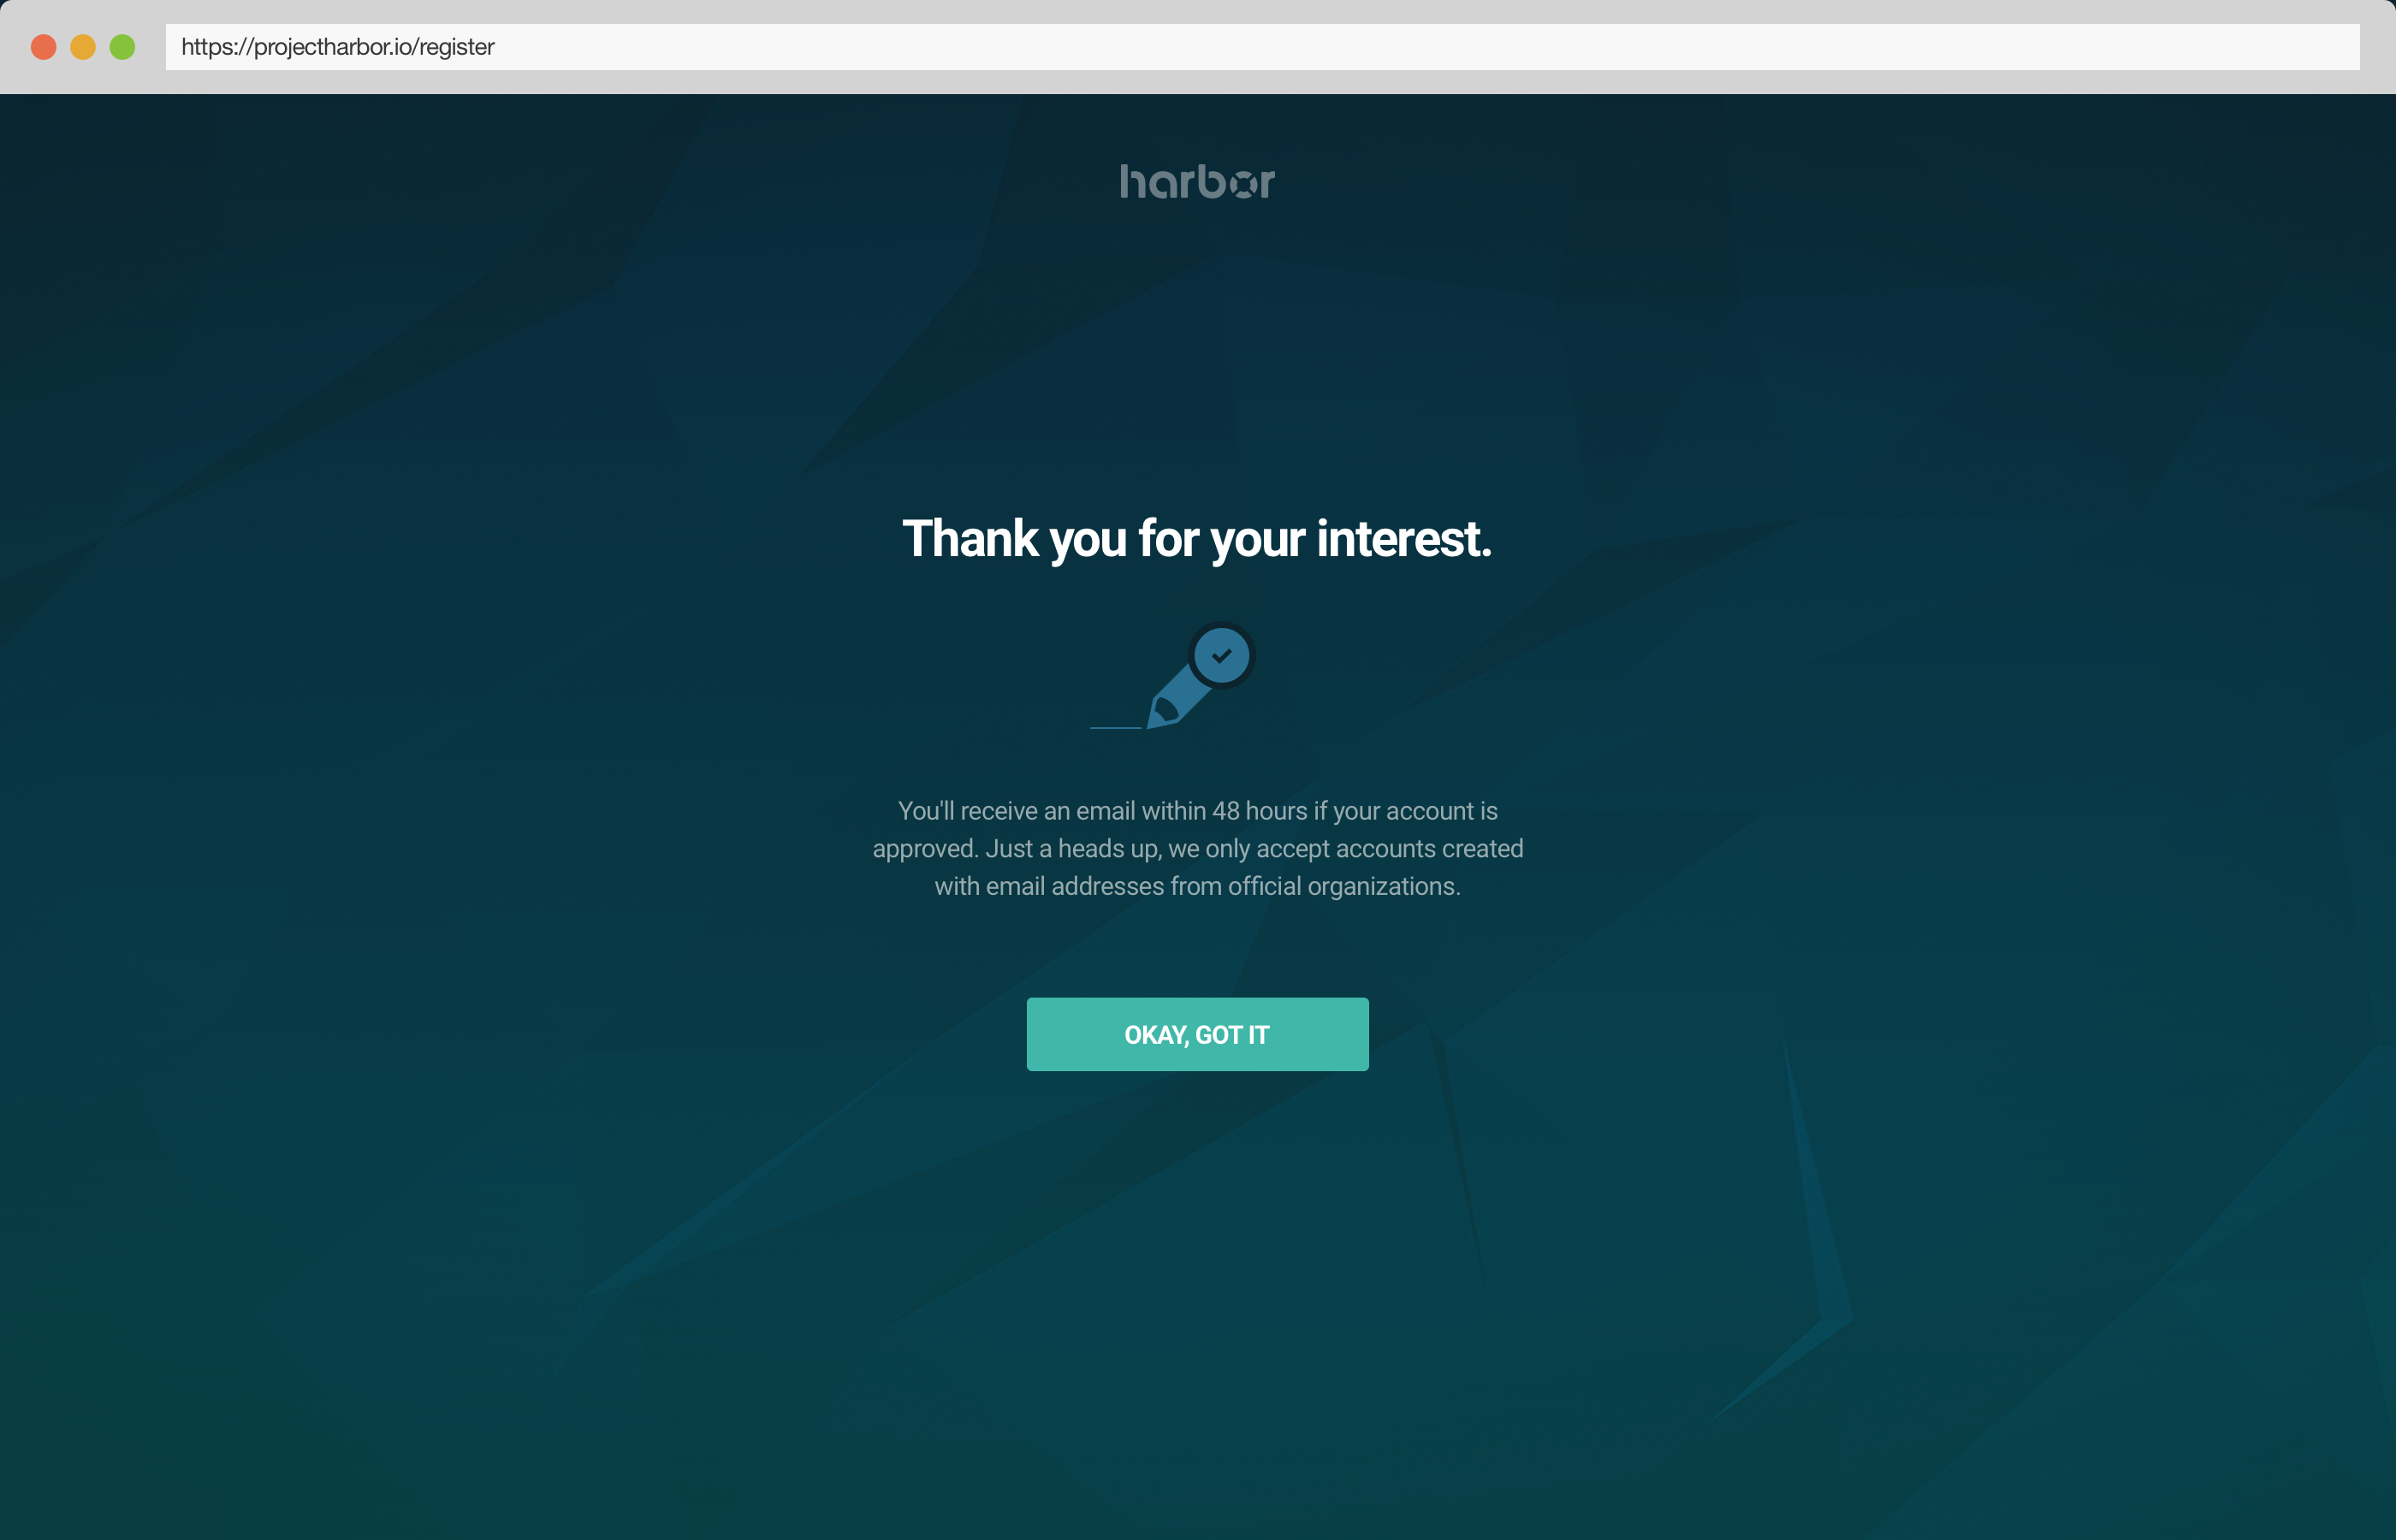 https://projectharbor.io/register
harbor
Thank you for your interest.
You'll receive an email within 48 hours if your account is
approved. Just a heads up, we only accept accounts created
with email addresses from official organizations.
OKAY, GOT IT